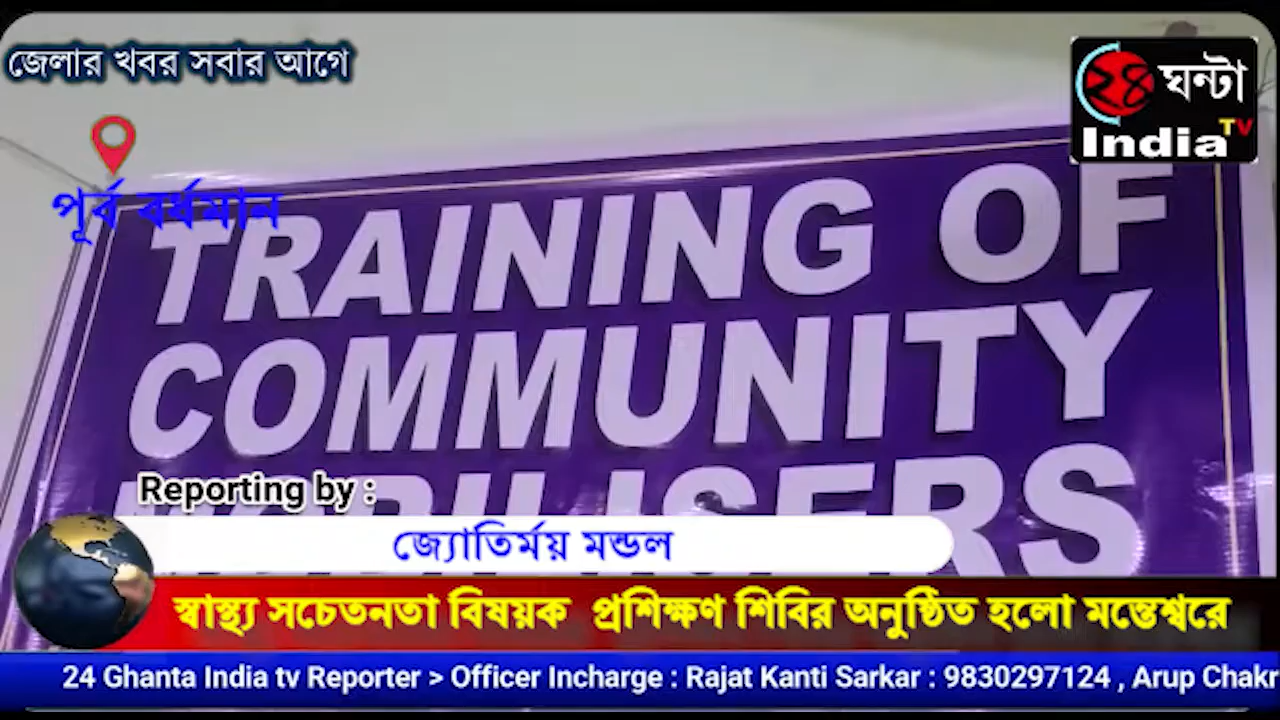 জেলার খবর সবার আগে
২৪ ঘন্টা
India TV
পূর্ব বর্ধমান
TRAINING OF
COMMUNITY
Reporting by :
জ্যোতির্ময় মন্ডল
স্বাস্থ্য সচেতনতা বিষয়ক প্রশিক্ষণ শিবির অনুষ্ঠিত হলো মন্তেশ্বরে
24 Ghanta India tv Reporter > Officer Incharge : Rajat Kanti Sarkar : 9830297124 , Arup